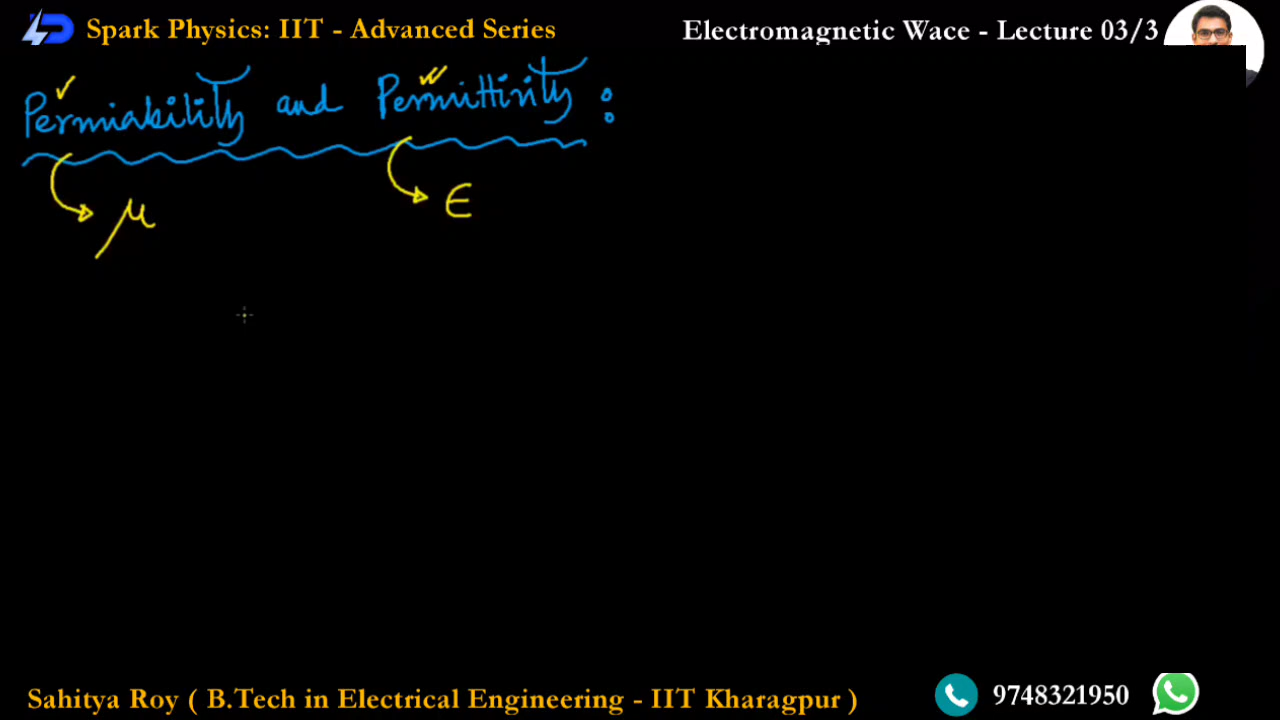 Spark Physics: IIT - Advanced Series
Electromagnetic Wace - Lecture 03/3
Permiability and Permittivity :
μ
ϵ
Sahitya Roy ( B.Tech in Electrical Engineering - IIT Kharagpur )
9748321950